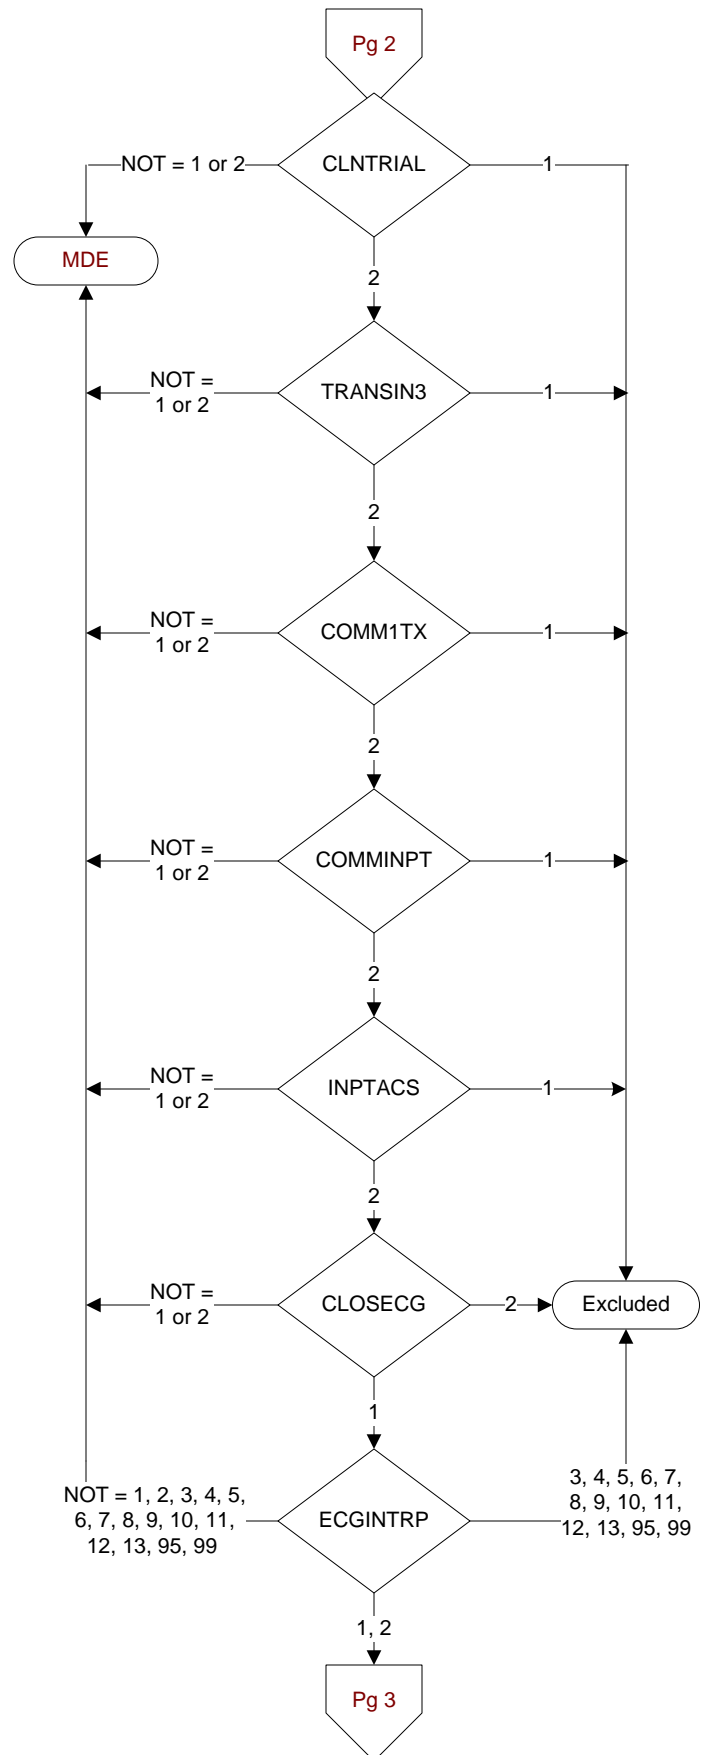 Pg 2
NOT = 1 or 2
CLNTRIAL
1
MDE
2
NOT =
1 or 2
TRANSIN3
1
2
NOT =
1 or 2
COMM1TX
1
2
NOT =
1 or 2
COMMINPT
1
2
NOT =
1 or 2
INPTACS
1
2
NOT =
1 or 2
CLOSECG
2
Excluded
1
NOT = 1, 2, 3, 4, 5,
6, 7, 8, 9, 10, 11,
12, 13, 95, 99
ECGINTRP
3, 4, 5, 6, 7,
8, 9, 10, 11,
12, 13, 95, 99
1, 2
Pg 3